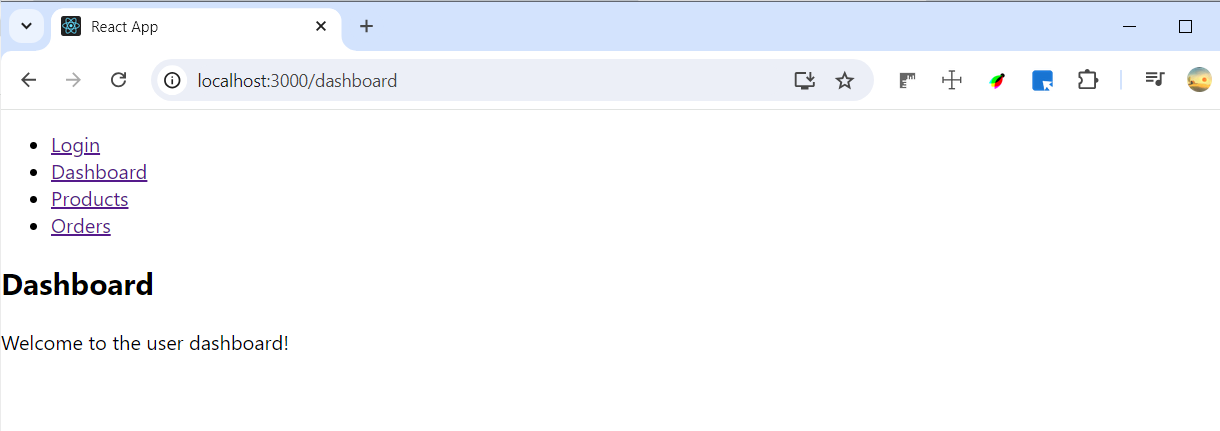 React App
localhost:3000/dashboard
Login
Dashboard
Products
Orders
Dashboard
Welcome to the user dashboard!